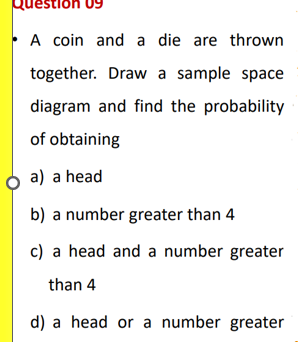 Question 09
• A coin and a die are thrown
together. Draw a sample space
diagram and find the probability
of obtaining
a) a head
b) a number greater than 4
c) a head and a number greater
than 4
d) a head or a number greater